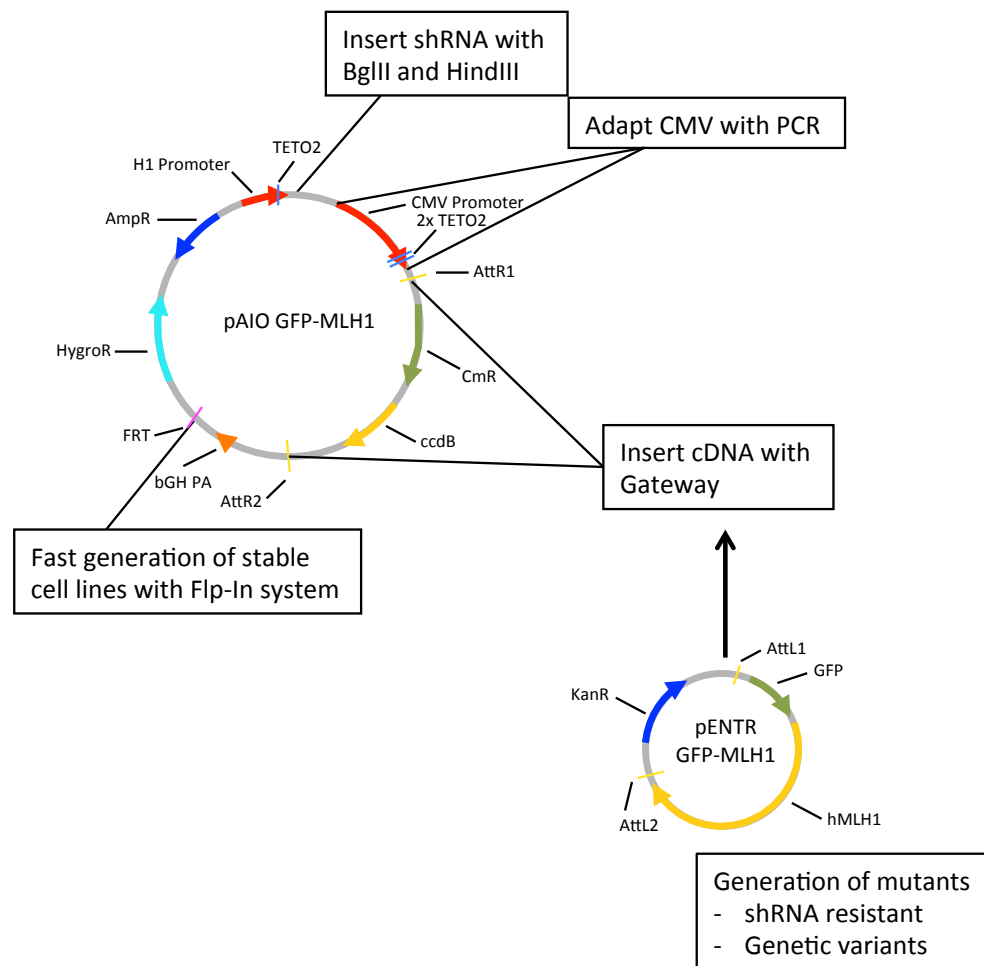 Insert shRNA with
BglII and HindIII
Adapt CMV with PCR
TETO2
H1 Promoter
AmpR
CMV Promoter
2x TETO2
AttR1
pAIO GFP-MLH1
HygroR
CmR
FRT
ccdB
bGH PA
AttR2
Insert cDNA with
Gateway
Fast generation of stable
cell lines with Flp-In system
AttL1
GFP
KanR
pENTR
GFP-MLH1
AttL2
hMLH1
Generation of mutants
- shRNA resistant
- Genetic variants